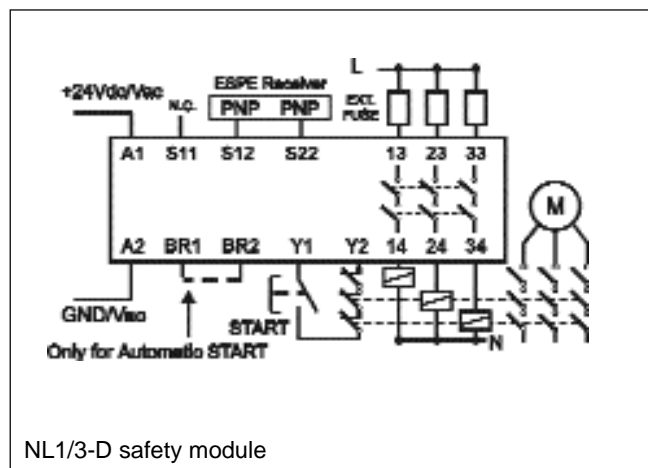 L
ESPE Receiver
+24Vdc/Vac
N.C.
PNP PNP
EXT.
FUSE
A1 S11 S12 S22 13 23 33
M
A2 BR1 BR2 Y1 Y2 14 24 34
GND/Vac
START
Only for Automatic START
N
NL1/3-D safety module